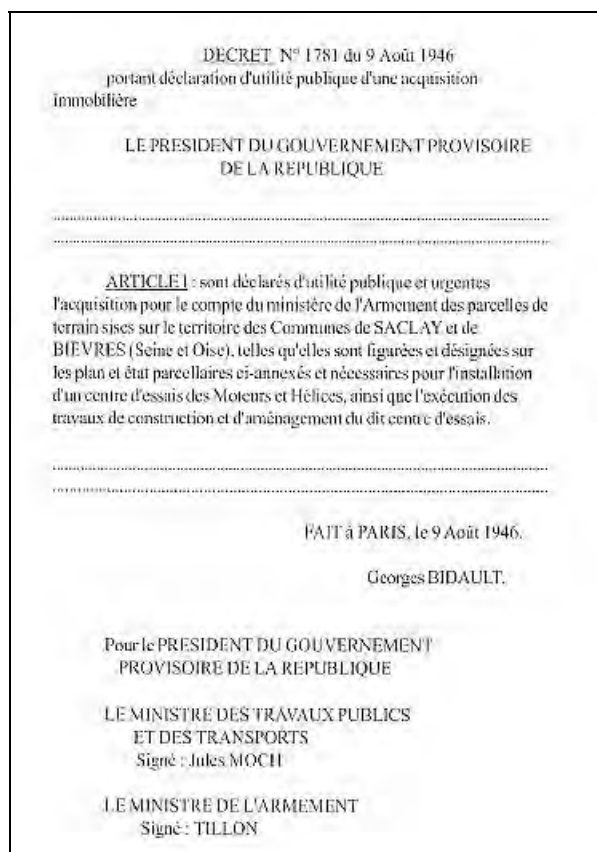 DECRET N° 1781 du 9 Août 1946
portant déclaration d'utilité publique d'une acquisition
immobilière
LE PRESIDENT DU GOUVERNEMENT PROVISOIRE
DE LA REPUBLIQUE
ARTICLE I : sont déclarés d'utilité publique et urgentes
l'acquisition pour le compte du ministère de l'Armement des parcelles de
terrain sises sur le territoire des Communes de SACLAY et de
BIEVRES (Seine et Oise), telles qu'elles sont figurées et désignées sur
les plan et état parcellaires ci-annexés et nécessaires pour l'installation
d'un centre d'essais des Moteurs et Hélices, ainsi que l'exécution des
travaux de construction et d'aménagement du dit centre d'essais.
FAIT à PARIS, le 9 Août 1946.
Georges BIDAULT.
Pour le PRESIDENT DU GOUVERNEMENT
PROVISOIRE DE LA REPUBLIQUE
LE MINISTRE DES TRAVAUX PUBLICS
ET DES TRANSPORTS
Signé : Jules MOCH
LE MINISTRE DE L'ARMEMENT
Signé : TILLON